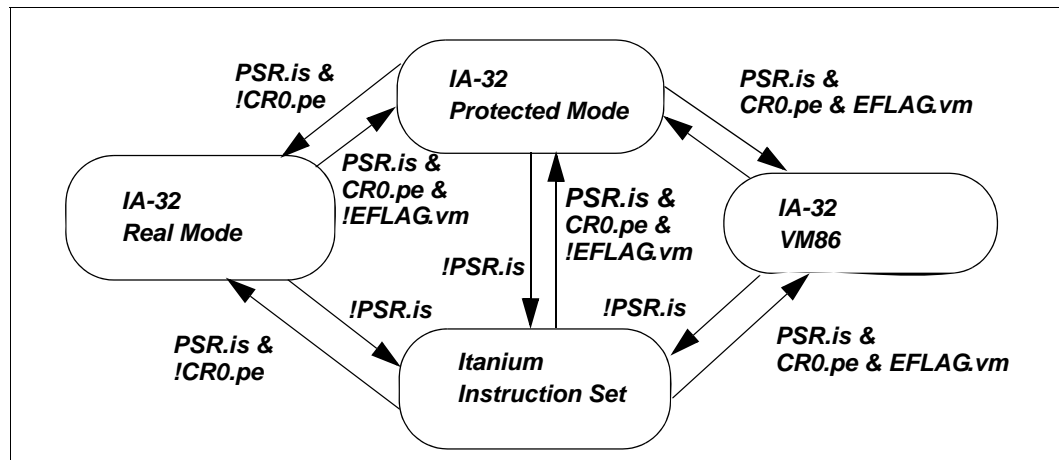 IA-32
Protected Mode
PSR.is &
!CR0.pe
PSR.is &
CR0.pe & EFLAG.vm
PSR.is &
CR0.pe &
!EFLAG.vm
PSR.is &
CR0.pe &
!EFLAG.vm
IA-32
Real Mode
IA-32
VM86
!PSR.is
!PSR.is
!PSR.is
PSR.is &
!CR0.pe
Itanium
Instruction Set
PSR.is &
CR0.pe & EFLAG.vm